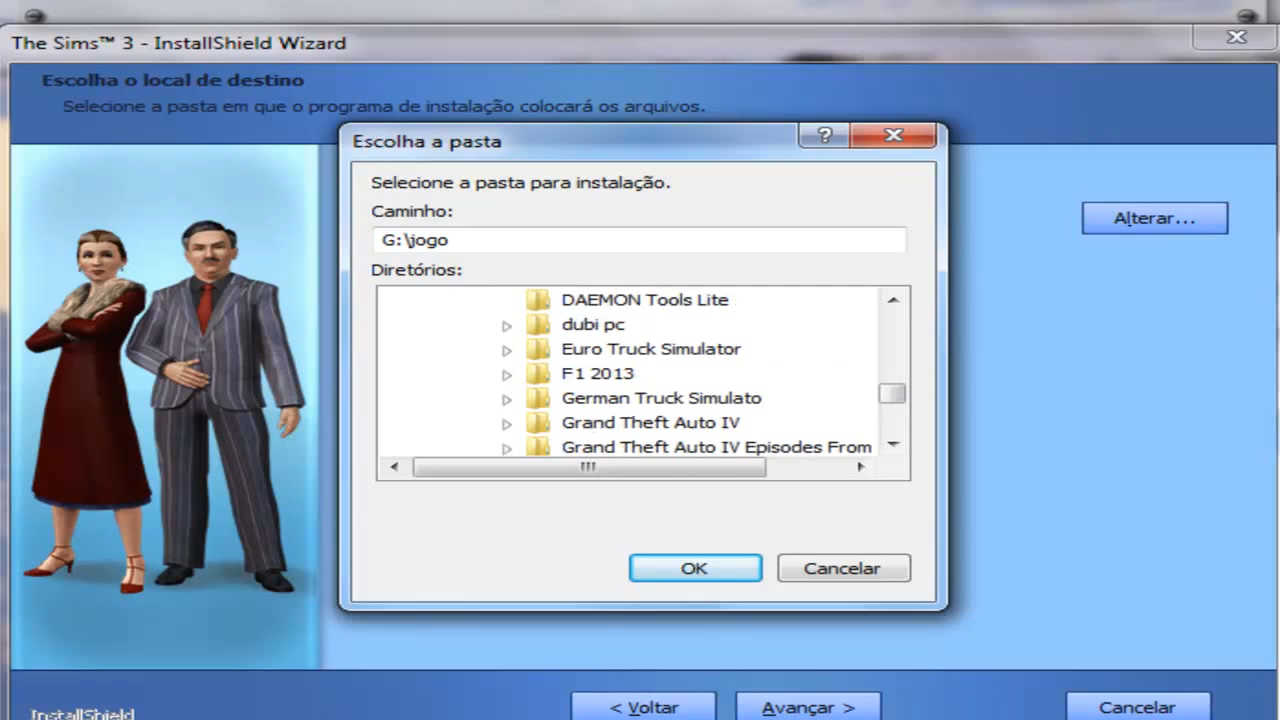 The Sims™ 3 - InstallShield Wizard
Escolha o local de destino
Selecione a pasta em que o programa de instalação colocará os arquivos.
Escolha a pasta
Selecione a pasta para instalação.
Caminho:
G:\jogo
Alterar...
Diretórios:
DAEMON Tools Lite
dubi pc
Euro Truck Simulator
F1 2013
German Truck Simulato
Grand Theft Auto IV
Grand Theft Auto IV Episodes From
OK
Cancelar
InstallShield
< Voltar
Avançar >
Cancelar